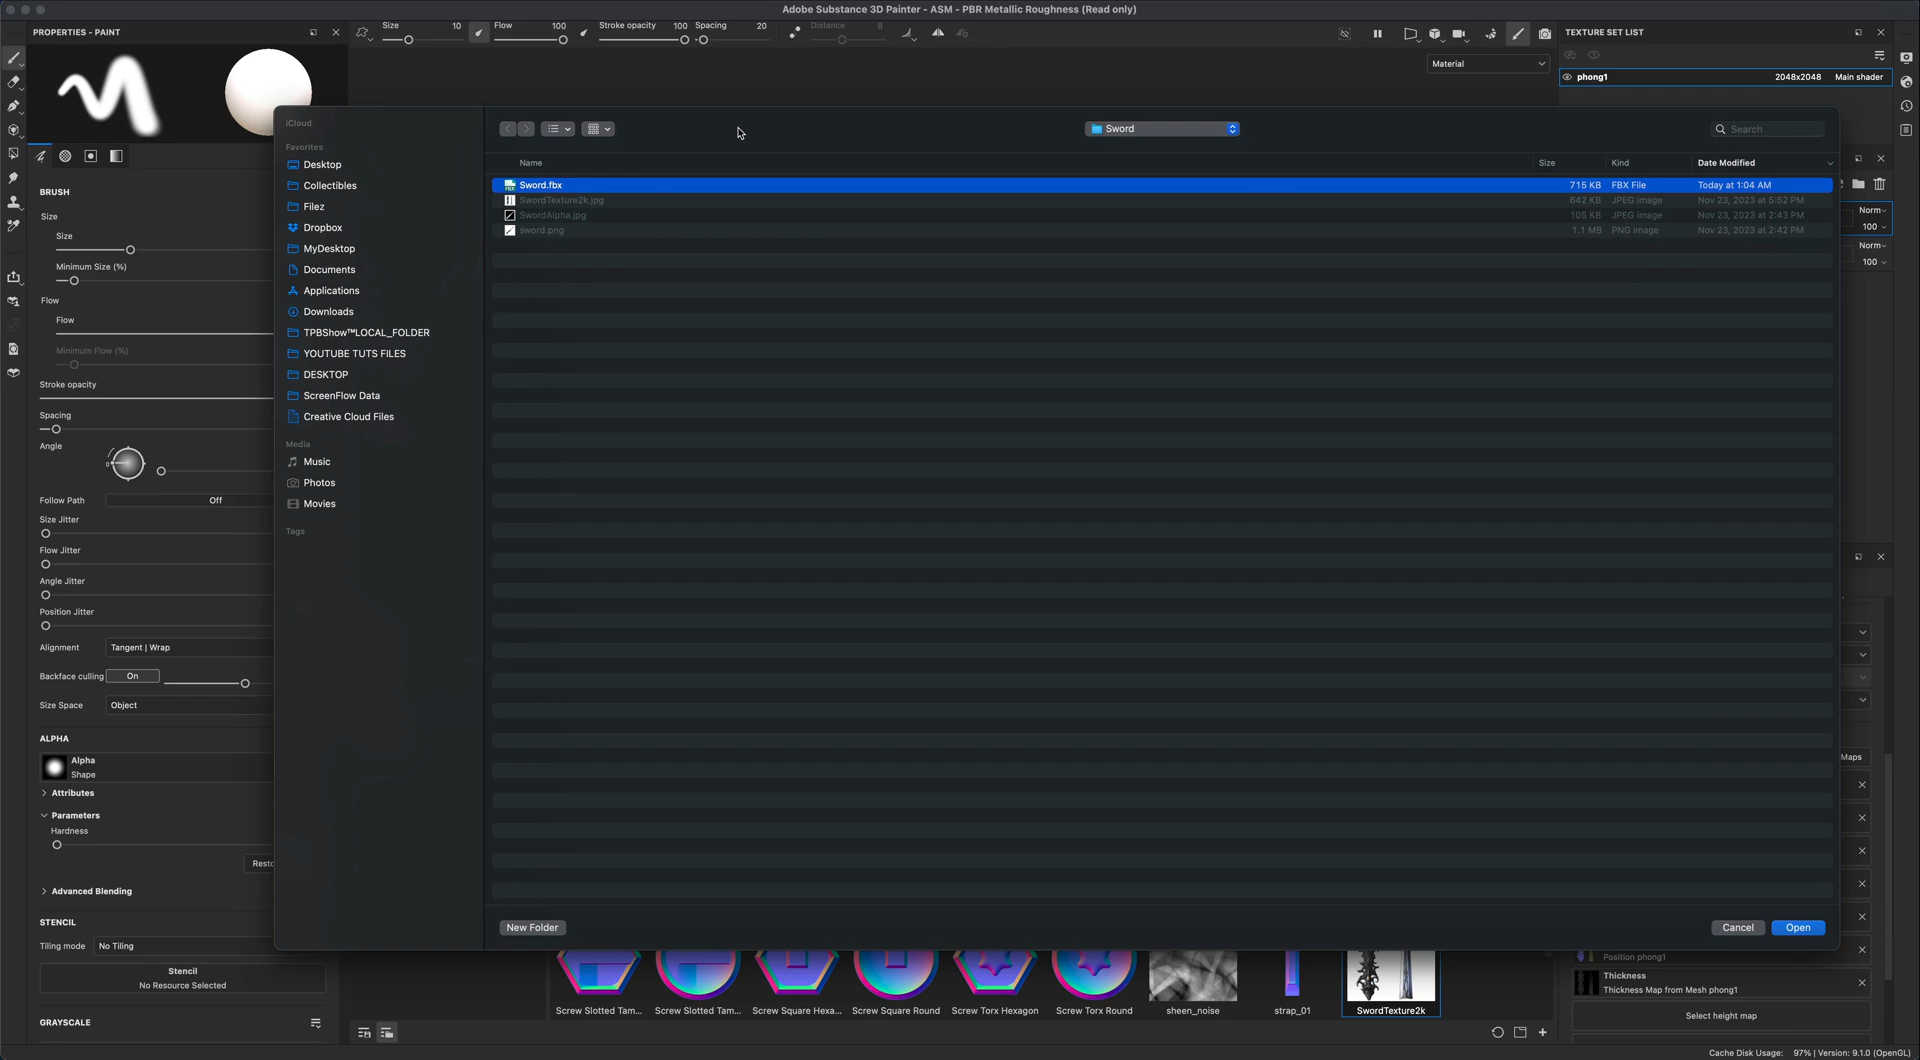 Adobe Substance 3D Painter - ASM - PBR Metallic Roughness (Read only)
PROPERTIES - PAINT
Size 10
Flow 100
Stroke opacity 100
Spacing 20
Distance 8
TEXTURE SET LIST
Material
phong1 2048x2048 Main shader
iCloud
Favorites
Desktop
Collectibles
Filez
Dropbox
MyDesktop
Documents
Applications
Downloads
TPBShow™LOCAL_FOLDER
YOUTUBE TUTS FILES
DESKTOP
ScreenFlow Data
Creative Cloud Files
Media
Music
Photos
Movies
Tags
Sword
Search
Name Size Kind Date Modified
Sword.fbx 715 KB FBX File Today at 1:04 AM
SwordTexture2k.jpg 642 KB JPEG image Nov 23, 2023 at 5:52 PM
SwordAlpha.jpg 105 KB JPEG image Nov 23, 2023 at 2:43 PM
sword.png 1.1 MB PNG image Nov 23, 2023 at 2:42 PM
New Folder
Cancel
Open
BRUSH
Size
Size
Minimum Size (%)
Flow
Flow
Minimum Flow (%)
Stroke opacity
Spacing
Angle
0
Follow Path Off
Size Jitter
Flow Jitter
Angle Jitter
Position Jitter
Alignment Tangent | Wrap
Backface culling On
Size Space Object
ALPHA
Alpha
Shape
Attributes
Parameters
Hardness
Resto
Advanced Blending
STENCIL
Tiling mode No Tiling
Stencil
No Resource Selected
GRAYSCALE
Norm
100
Norm
100
Maps
Position phong1
Thickness
Thickness Map from Mesh phong1
Select height map
Screw Slotted Tam...
Screw Slotted Tam...
Screw Square Hexa...
Screw Square Round
Screw Torx Hexagon
Screw Torx Round
sheen_noise
strap_01
SwordTexture2k
Cache Disk Usage: 97% | Version: 9.1.0 (OpenGL)